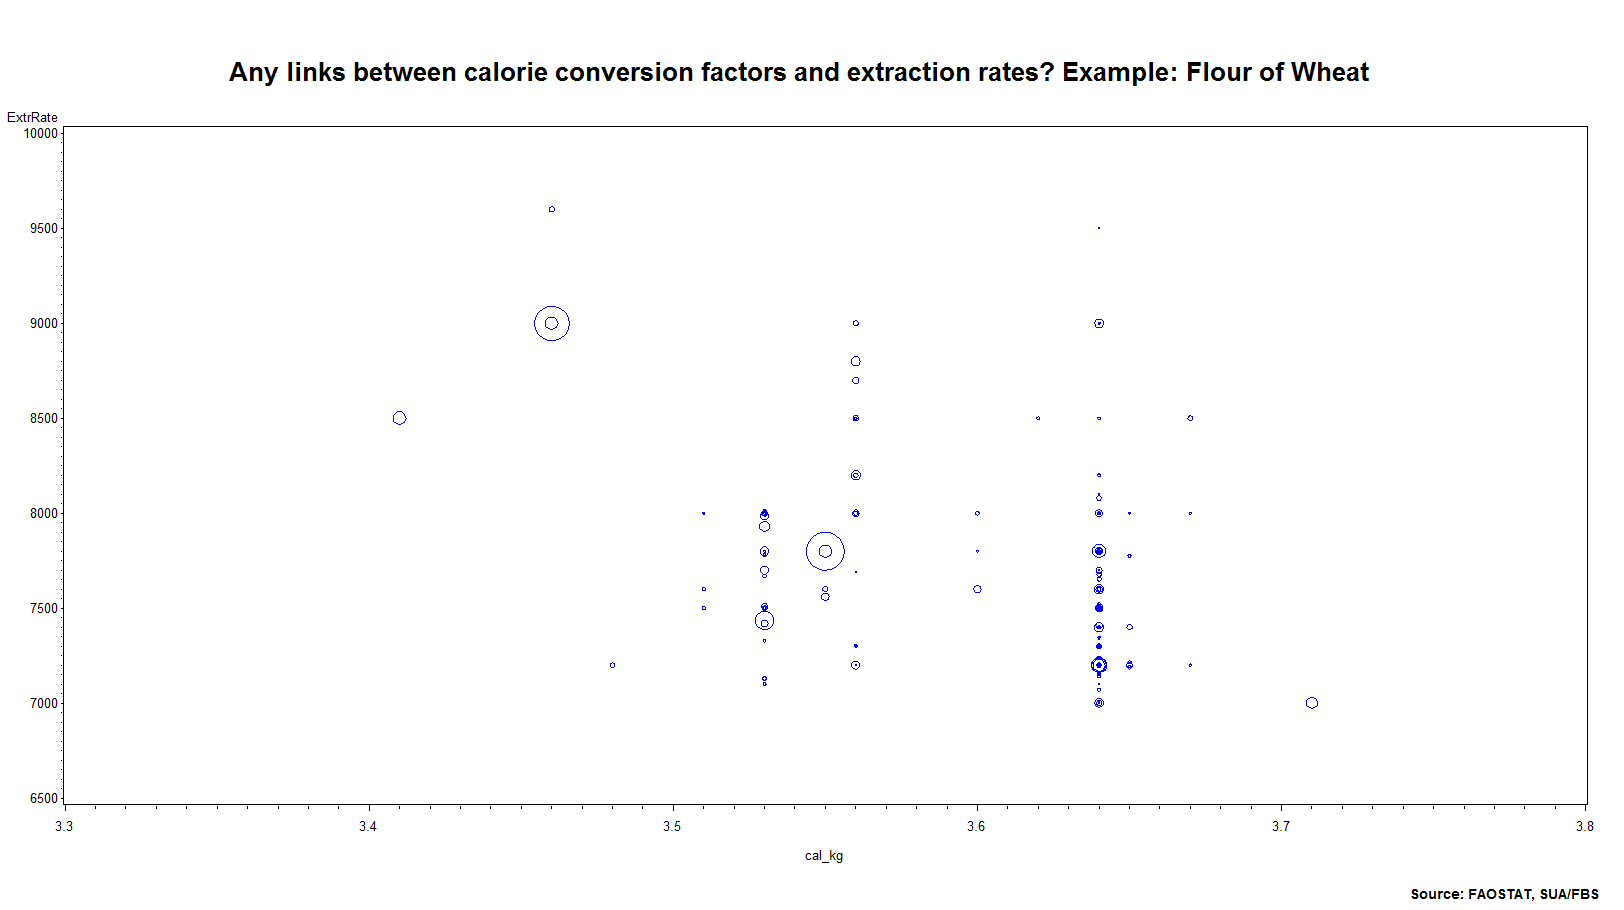 Any links between calorie conversion factors and extraction rates? Example: Flour of Wheat
ExtrRate
10000
9500
9000
8500
8000
7500
7000
6500
3.3 3.4 3.5 3.6 3.7 3.8
cal_kg
Source: FAOSTAT, SUA/FBS